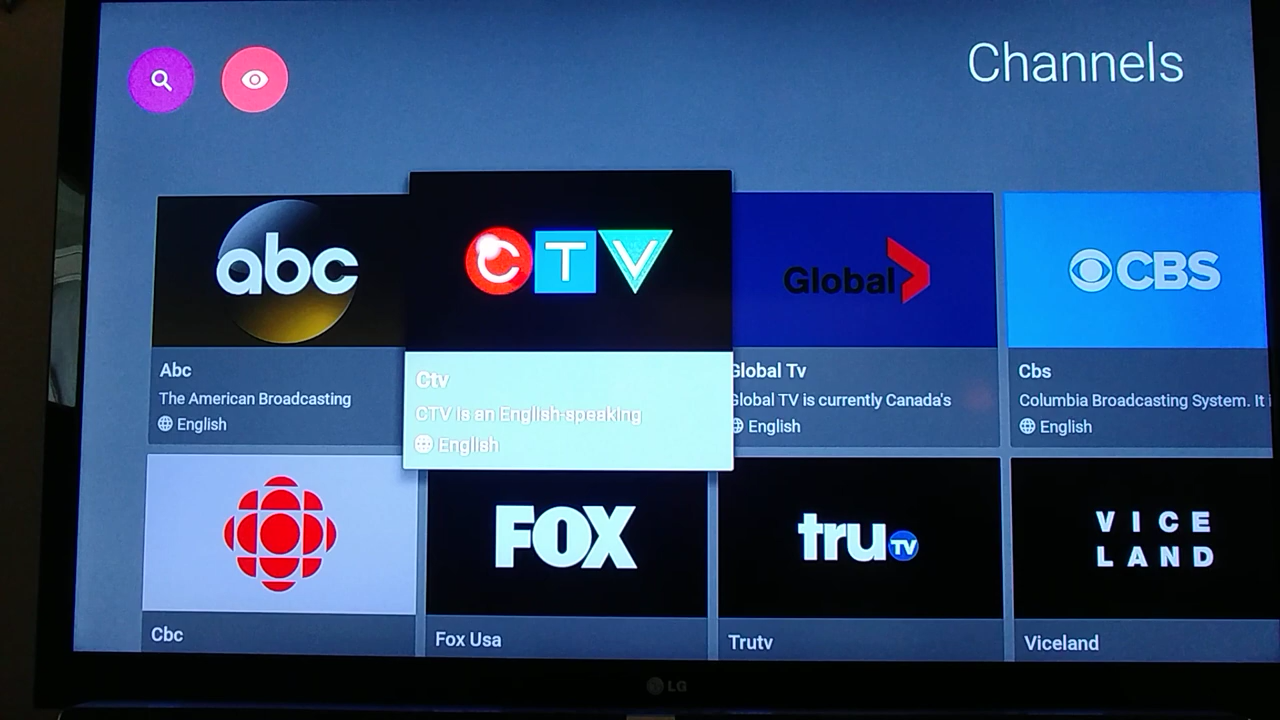 Channels
abc
CTV
Global
CBS
Abc
The American Broadcasting
English
Ctv
CTV is an English-speaking
English
Global Tv
Global TV is currently Canada's
English
Cbs
Columbia Broadcasting System. It i
English
FOX
tru TV
VICE
LAND
Cbc
Fox Usa
Trutv
Viceland
LG